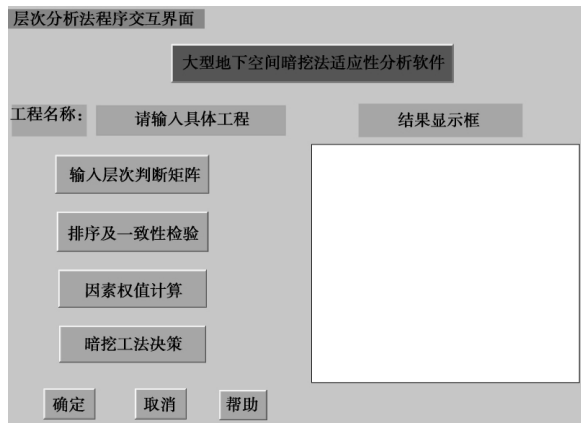 层次分析法程序交互界面
大型地下空间暗挖法适应性分析软件
工程名称：
请输入具体工程
结果显示框
输入层次判断矩阵
排序及一致性检验
因素权值计算
暗挖工法决策
确定
取消
帮助